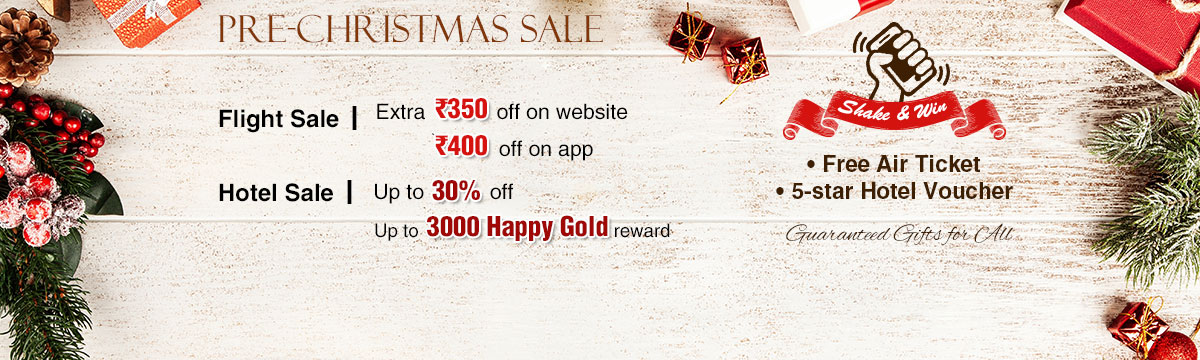 PRE-CHRISTMAS SALE
Flight Sale | Extra ₹350 off on website
₹400 off on app
Hotel Sale | Up to 30% off
Up to 3000 Happy Gold reward
Shake & Win
• Free Air Ticket
• 5-star Hotel Voucher
Guaranteed Gifts for All